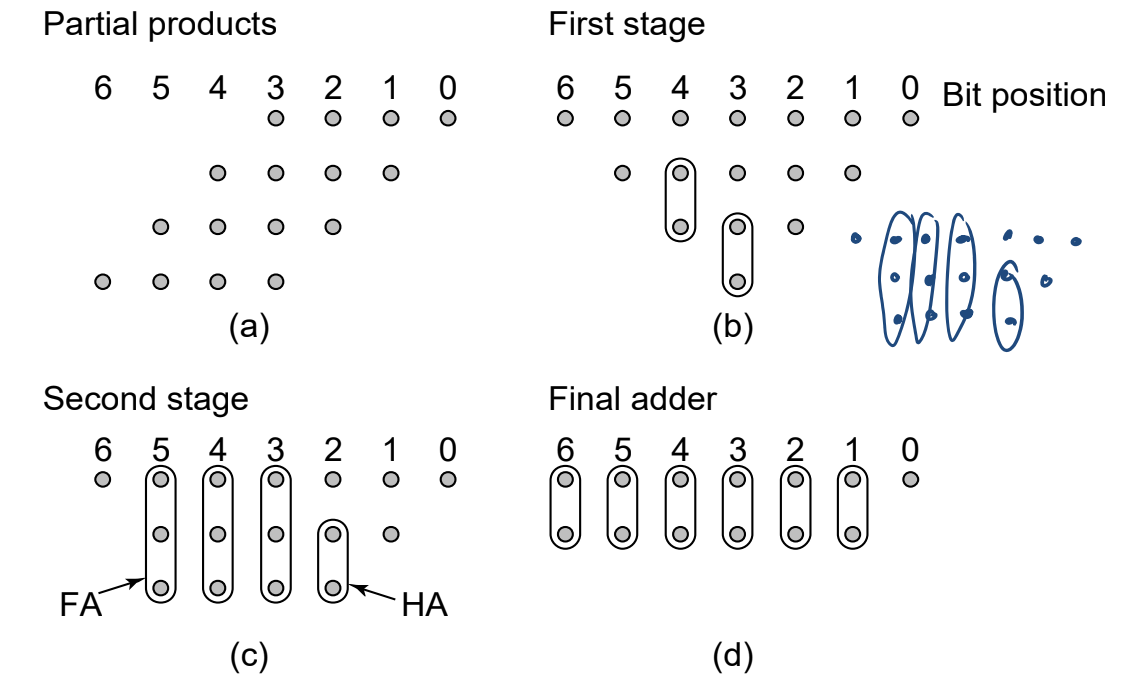 Partial products
6 5 4 3 2 1 0
(a)
First stage
6 5 4 3 2 1 0 Bit position
(b)
Second stage
6 5 4 3 2 1 0
FA HA
(c)
Final adder
6 5 4 3 2 1 0
(d)